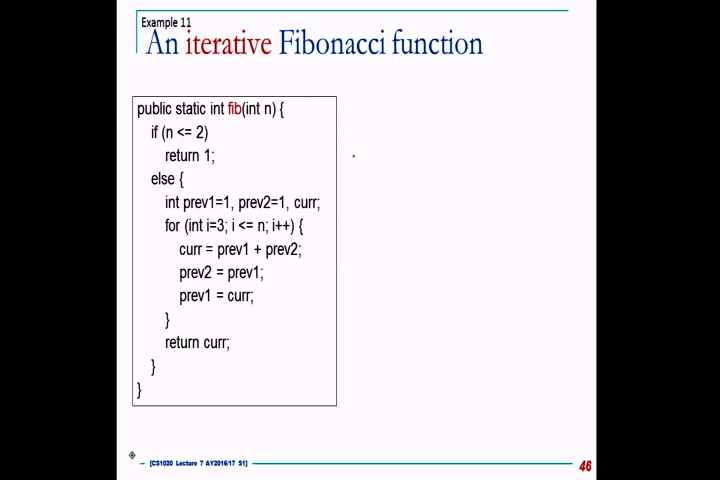 Example 11
An iterative Fibonacci function
public static int fib(int n) {
if (n <= 2)
return 1;
else {
int prev1=1, prev2=1, curr;
for (int i=3; i <= n; i++) {
curr = prev1 + prev2;
prev2 = prev1;
prev1 = curr;
}
return curr;
}
}
[CS1020 Lecture 7 AY2016/17 S1]
46